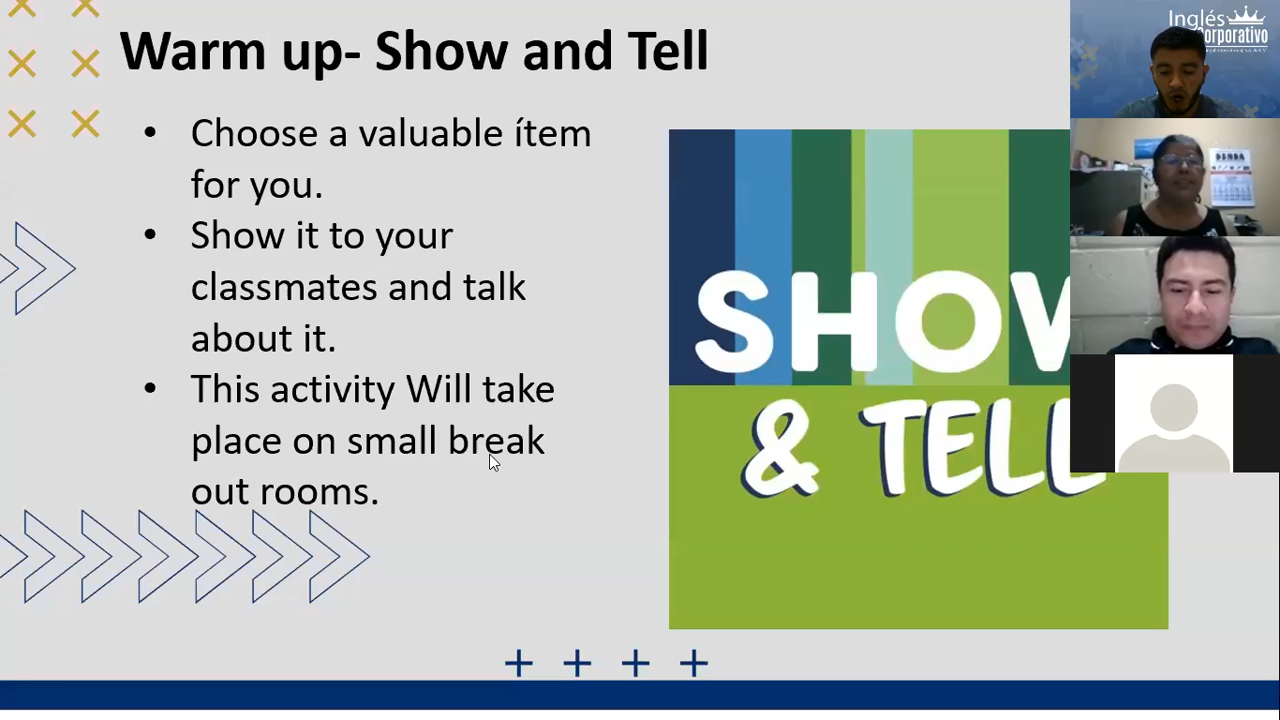 Warm up- Show and Tell
• Choose a valuable ítem
for you.
• Show it to your
classmates and talk
about it.
• This activity Will take
place on small break
out rooms.
SHOW
& TELL
Inglés
Corporativo